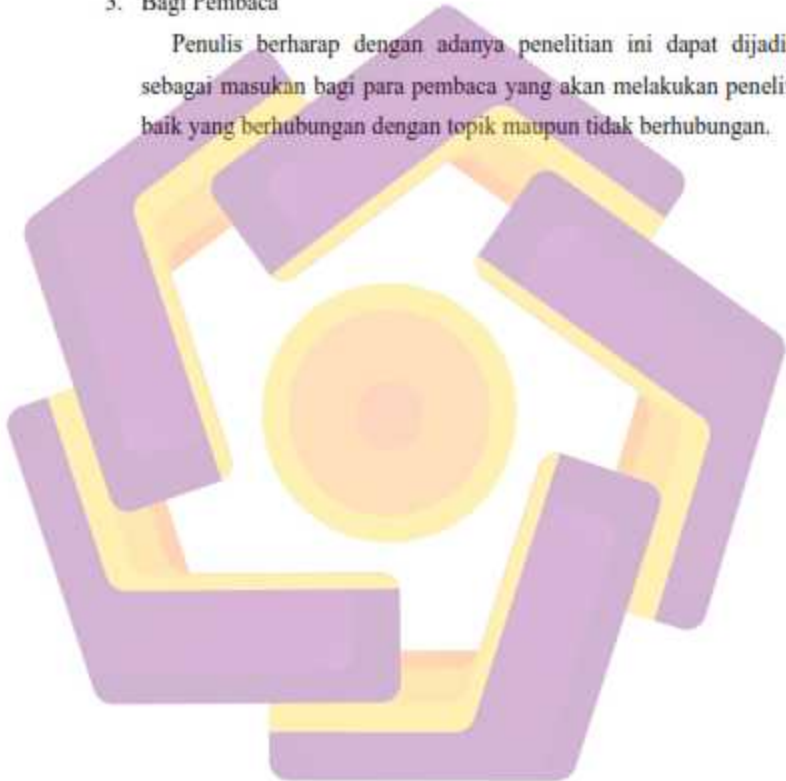 3. Bagi Pembaca
Penulis berharap dengan adanya penelitian ini dapat dijadi
sebagai masukan bagi para pembaca yang akan melakukan peneli
baik yang berhubungan dengan topik maupun tidak berhubungan.